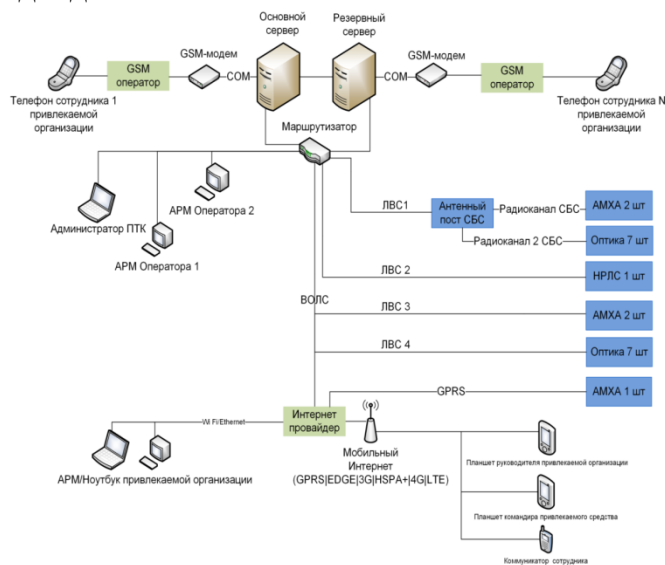 Основной
сервер
Резервный
сервер
GSM-модем
GSM-модем
GSM
оператор
COM
COM
GSM
оператор
Телефон сотрудника 1
привлекаемой
организации
Телефон сотрудника N
привлекаемой
организации
Маршрутизатор
Администратор ПТК
АРМ Оператора 2
АРМ Оператора 1
ЛВС1
Антенный
пост СБС
Радиоканал СБС
АМХА 2 шт
Радиоканал 2 СБС
Оптика 7 шт
ЛВС 2
НРЛС 1 шт
ВОЛС
ЛВС 3
АМХА 2 шт
ЛВС 4
Оптика 7 шт
GPRS
АМХА 1 шт
Wi Fi/Ethernet
Интернет
провайдер
АРМ/Ноутбук привлекаемой организации
Мобильный
Интернет
(GPRS|EDGE|3G|HSPA+|4G|LTE)
Планшет руководителя привлекаемой организации
Планшет командира привлекаемого средства
Коммуникатор сотрудника